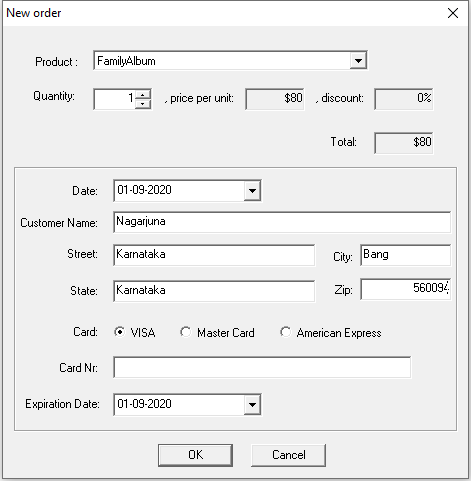 New order
Product : FamilyAlbum
Quantity: 1 , price per unit: $80 , discount: 0%
Total: $80
Date: 01-09-2020
Customer Name: Nagarjuna
Street: Karnataka City: Bang
State: Karnataka Zip: 560094
Card: VISA Master Card American Express
Card Nr:
Expiration Date: 01-09-2020
OK Cancel